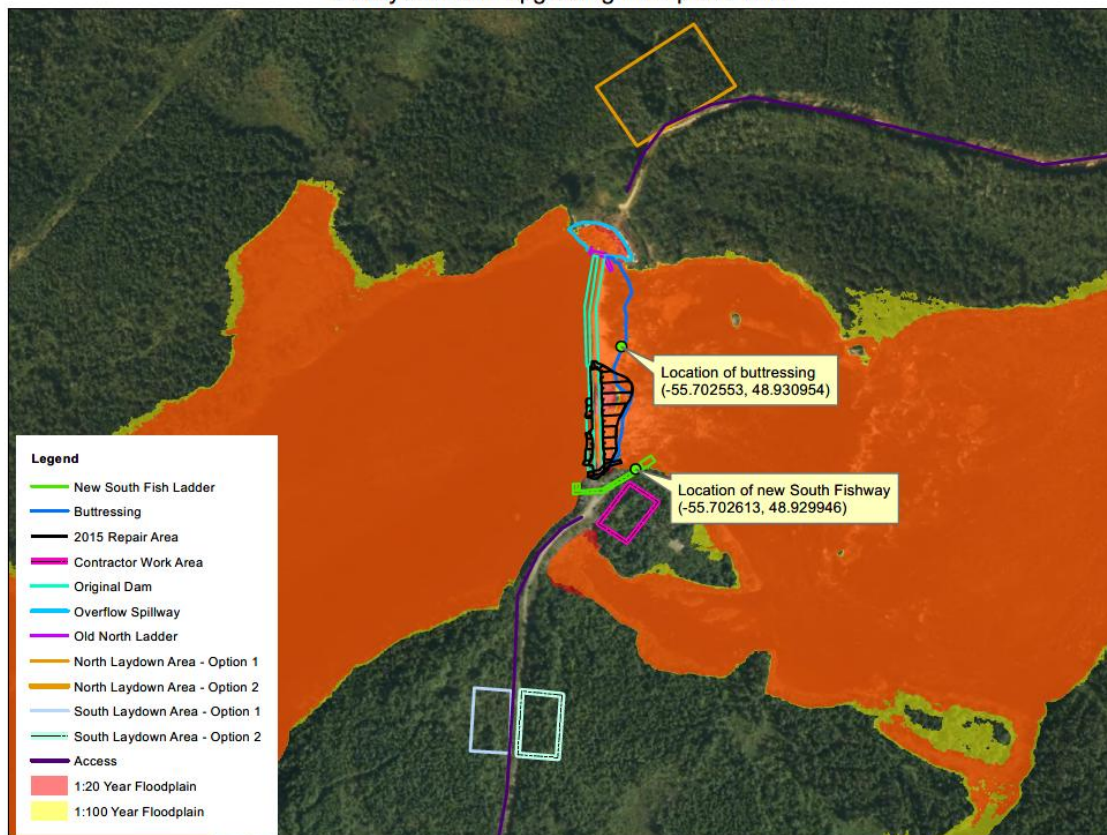 Location of buttressing
(-55.702553, 48.930954)
Location of new South Fishway
(-55.702613, 48.929946)
Legend
New South Fish Ladder
Buttressing
2015 Repair Area
Contractor Work Area
Original Dam
Overflow Spillway
Old North Ladder
North Laydown Area - Option 1
North Laydown Area - Option 2
South Laydown Area - Option 1
South Laydown Area - Option 2
Access
1:20 Year Floodplain
1:100 Year Floodplain